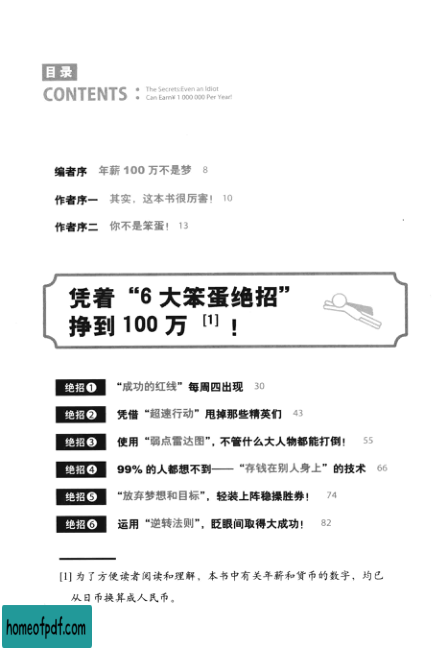 目录
CONTENTS : The Secrets:Even an Idiot
Can Earn¥ 1 000 000 Per Year!
编者序 年薪 100 万不是梦 8
作者序一 其实，这本书很厉害！ 10
作者序二 你不是笨蛋！ 13
凭着“6 大笨蛋绝招”
挣到 100 万 [1] ！
绝招❶ “成功的红线”每周四出现 30
绝招❷ 凭借“超速行动”甩掉那些精英们 43
绝招❸ 使用“弱点雷达图”，不管什么大人物都能打倒！ 55
绝招❹ 99% 的人都想不到——“存钱在别人身上”的技术 66
绝招❺ “放弃梦想和目标”，轻装上阵稳操胜券！ 74
绝招❻ 运用“逆转法则”，眨眼间取得大成功！ 82
[1] 为了方便读者阅读和理解，本书中有关年薪和货币的数字，均已
从日币换算成人民币。
homeofpdf.com